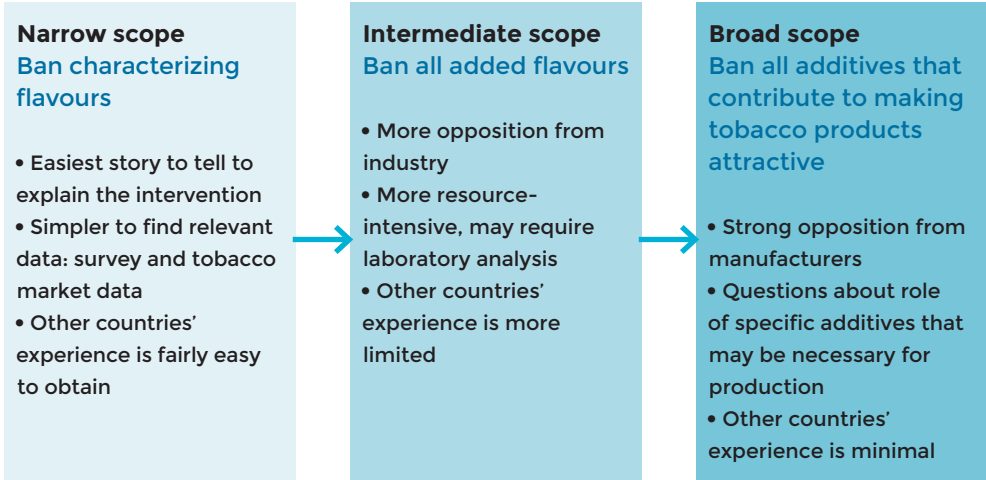 Narrow scope
Ban characterizing
flavours
• Easiest story to tell to
explain the intervention
• Simpler to find relevant
data: survey and tobacco
market data
• Other countries’
experience is fairly easy
to obtain
Intermediate scope
Ban all added flavours
• More opposition from
industry
• More resource-
intensive, may require
laboratory analysis
• Other countries’
experience is more
limited
Broad scope
Ban all additives that
contribute to making
tobacco products
attractive
• Strong opposition from
manufacturers
• Questions about role
of specific additives that
may be necessary for
production
• Other countries’
experience is minimal